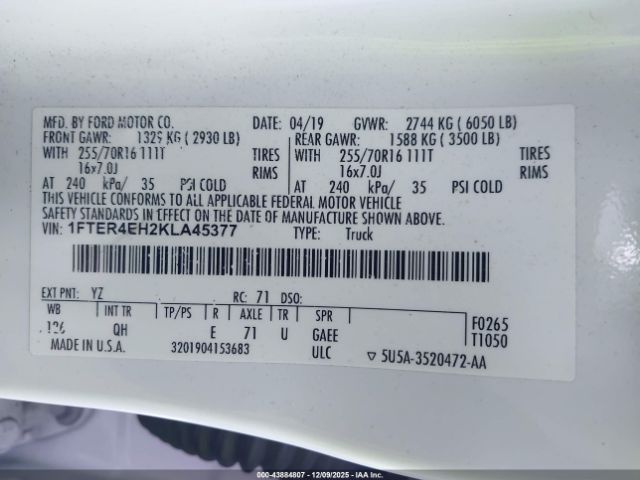 MFD. BY FORD MOTOR CO. DATE: 04/19 GVWR: 2744 KG ( 6050 LB)
FRONT GAWR: 1329 KG ( 2930 LB) REAR GAWR: 1588 KG ( 3500 LB)
WITH 255/70R16 111T TIRES WITH 255/70R16 111T TIRES
16x7.0J RIMS 16x7.0J RIMS
AT 240 kPa/ 35 PSI COLD AT 240 kPa/ 35 PSI COLD
THIS VEHICLE CONFORMS TO ALL APPLICABLE FEDERAL MOTOR VEHICLE
SAFETY STANDARDS IN EFFECT ON THE DATE OF MANUFACTURE SHOWN ABOVE.
VIN: 1FTER4EH2KLA45377 TYPE: Truck
EXT PNT: YZ RC: 71 DSO:
WB INT TR TP/PS R AXLE TR SPR F0265
126 QH E 71 U GAEE T1050
MADE IN U.S.A. 3201904153683 ULC 5U5A-3520472-AA
000-43884807 - 12/09/2025 - IAA Inc.